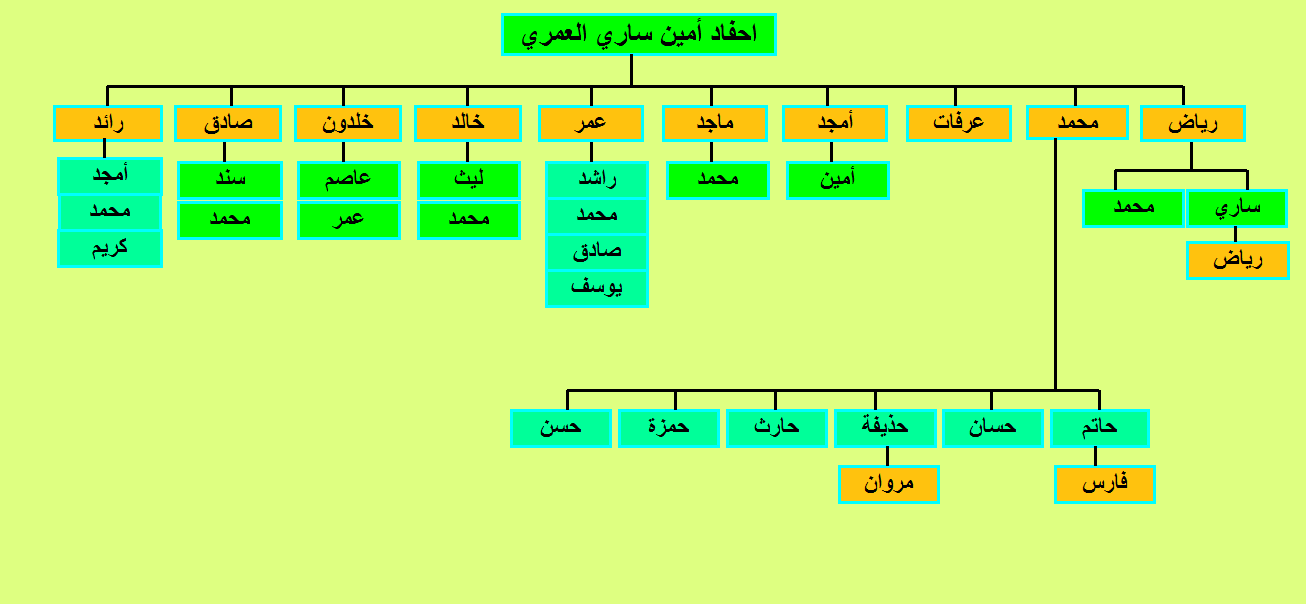 احفاد أمين ساري العمري
رياض
محمد
عرفات
أمجد
ماجد
عمر
خالد
خلدون
صادق
رائد
ساري
محمد
رياض
أمين
محمد
راشد
محمد
صادق
يوسف
ليث
محمد
عاصم
عمر
سند
محمد
أمجد
محمد
كريم
حاتم
حسان
حذيفة
حارث
حمزة
حسن
فارس
مروان